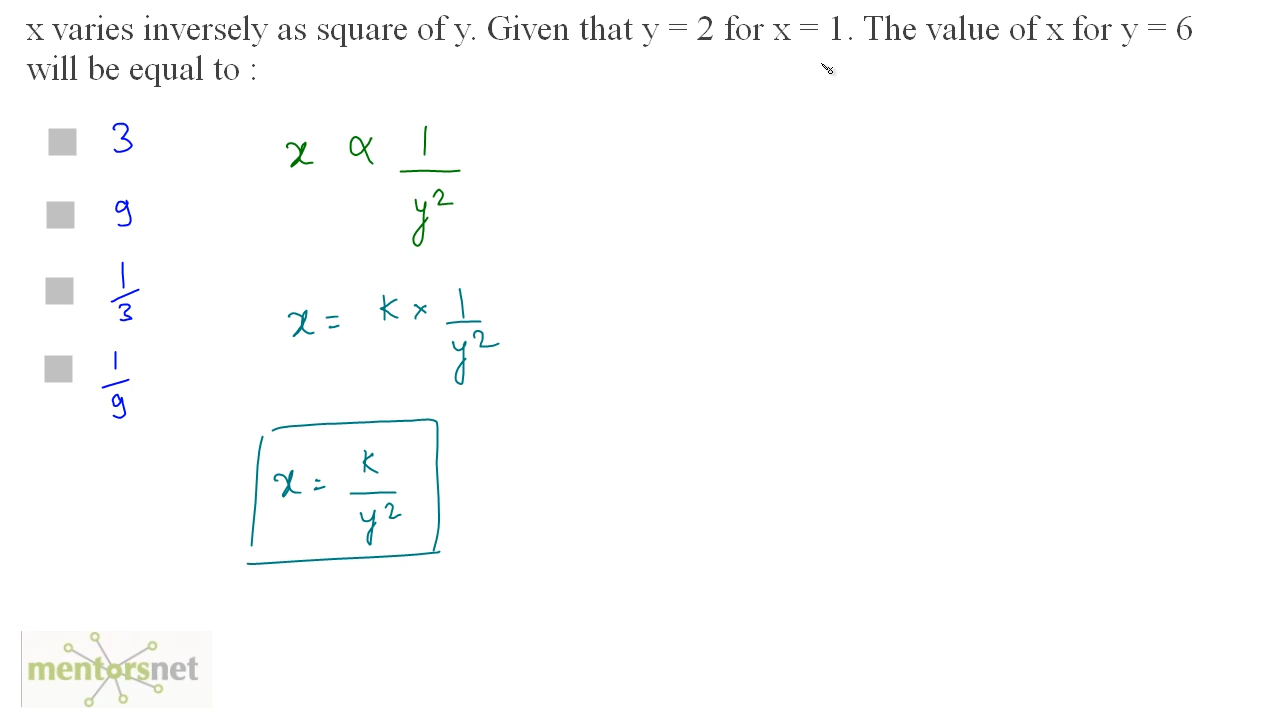 x varies inversely as square of y. Given that y = 2 for x = 1. The value of x for y = 6
will be equal to :
3
9
1/3
1/9
x ∝ 1/y²
x = k × 1/y²
x = k/y²
mentorsnet